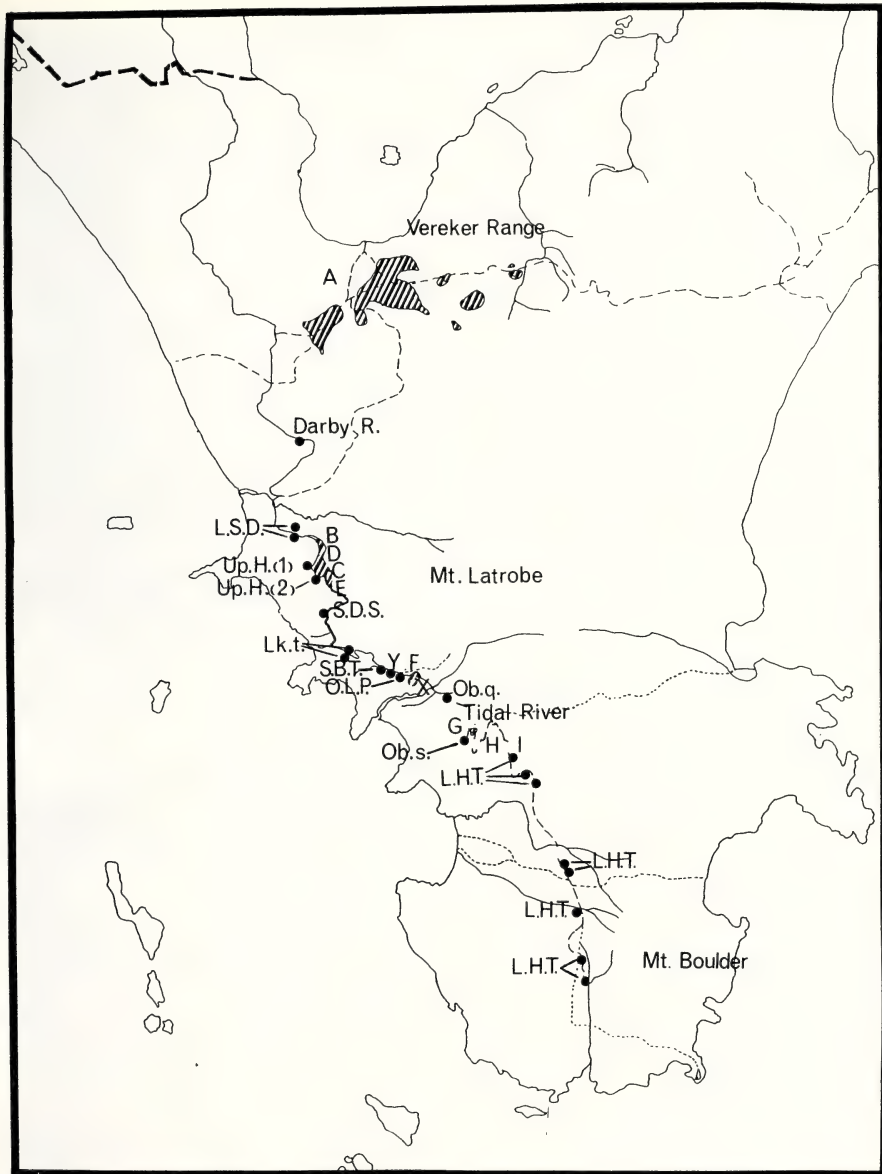 Vereker Range
A
Darby R.
L.S.D.
B
D
Up.H.(1)
C
Mt. Latrobe
Up.H.(2)
E
S.D.S.
Lk.t.
S.B.T.
Y
F
O.L.P.
X
Ob.q.
Tidal River
G
H
I
Ob.s.
L.H.T.
L.H.T.
L.H.T.
L.H.T.
Mt. Boulder